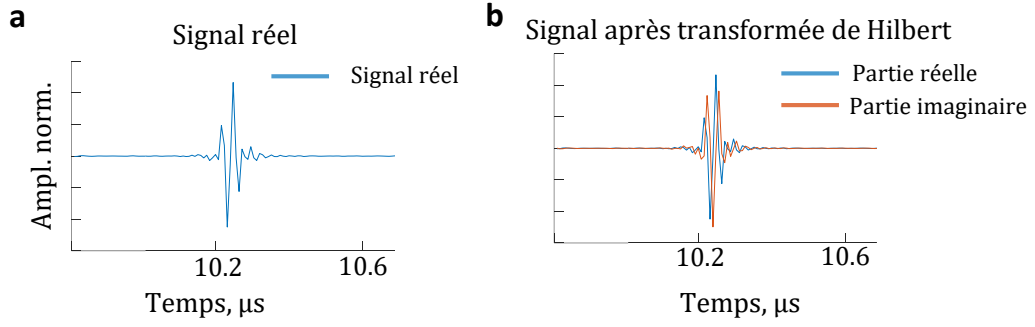 a
Signal réel
Signal réel
Ampl. norm.
10.2
10.6
Temps, µs
b
Signal après transformée de Hilbert
Partie réelle
Partie imaginaire
10.2
10.6
Temps, µs